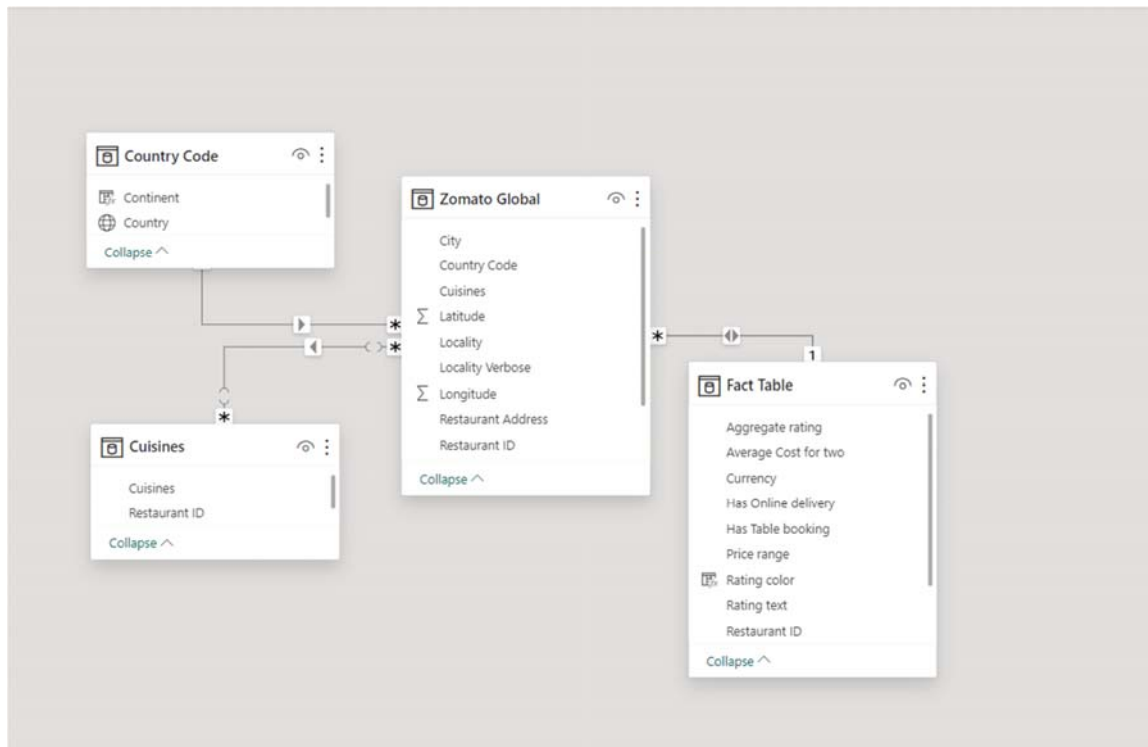 Country Code
Continent
Country
Collapse
Zomato Global
City
Country Code
Cuisines
Latitude
Locality
Locality Verbose
Longitude
Restaurant Address
Restaurant ID
Collapse
*
*
*
Cuisines
Cuisines
Restaurant ID
Collapse
*
1
Fact Table
Aggregate rating
Average Cost for two
Currency
Has Online delivery
Has Table booking
Price range
Rating color
Rating text
Restaurant ID
Collapse